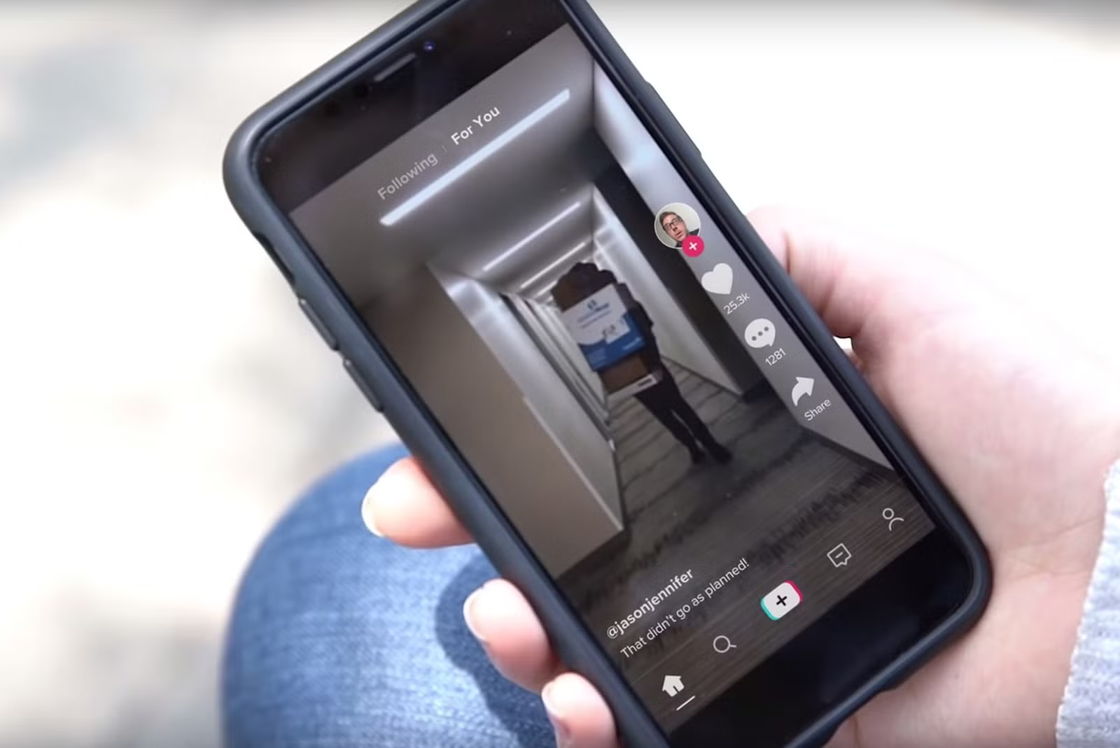 Following
For You
25.3k
1281
Share
@jasonjennifer
That didn't go as planned!